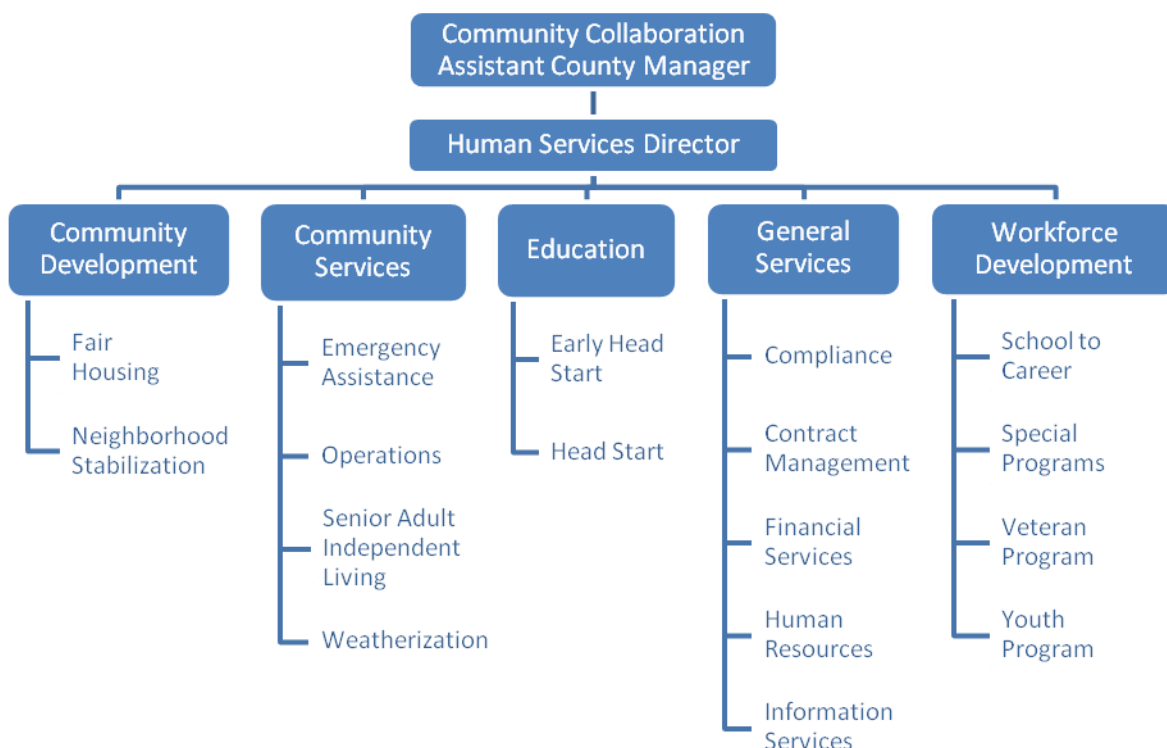 Community Collaboration
Assistant County Manager
Human Services Director
Community
Development
Fair
Housing
Neighborhood
Stabilization
Community
Services
Emergency
Assistance
Operations
Senior Adult
Independent
Living
Weatherization
Education
Early Head
Start
Head Start
General
Services
Compliance
Contract
Management
Financial
Services
Human
Resources
Information
Services
Workforce
Development
School to
Career
Special
Programs
Veteran
Program
Youth
Program